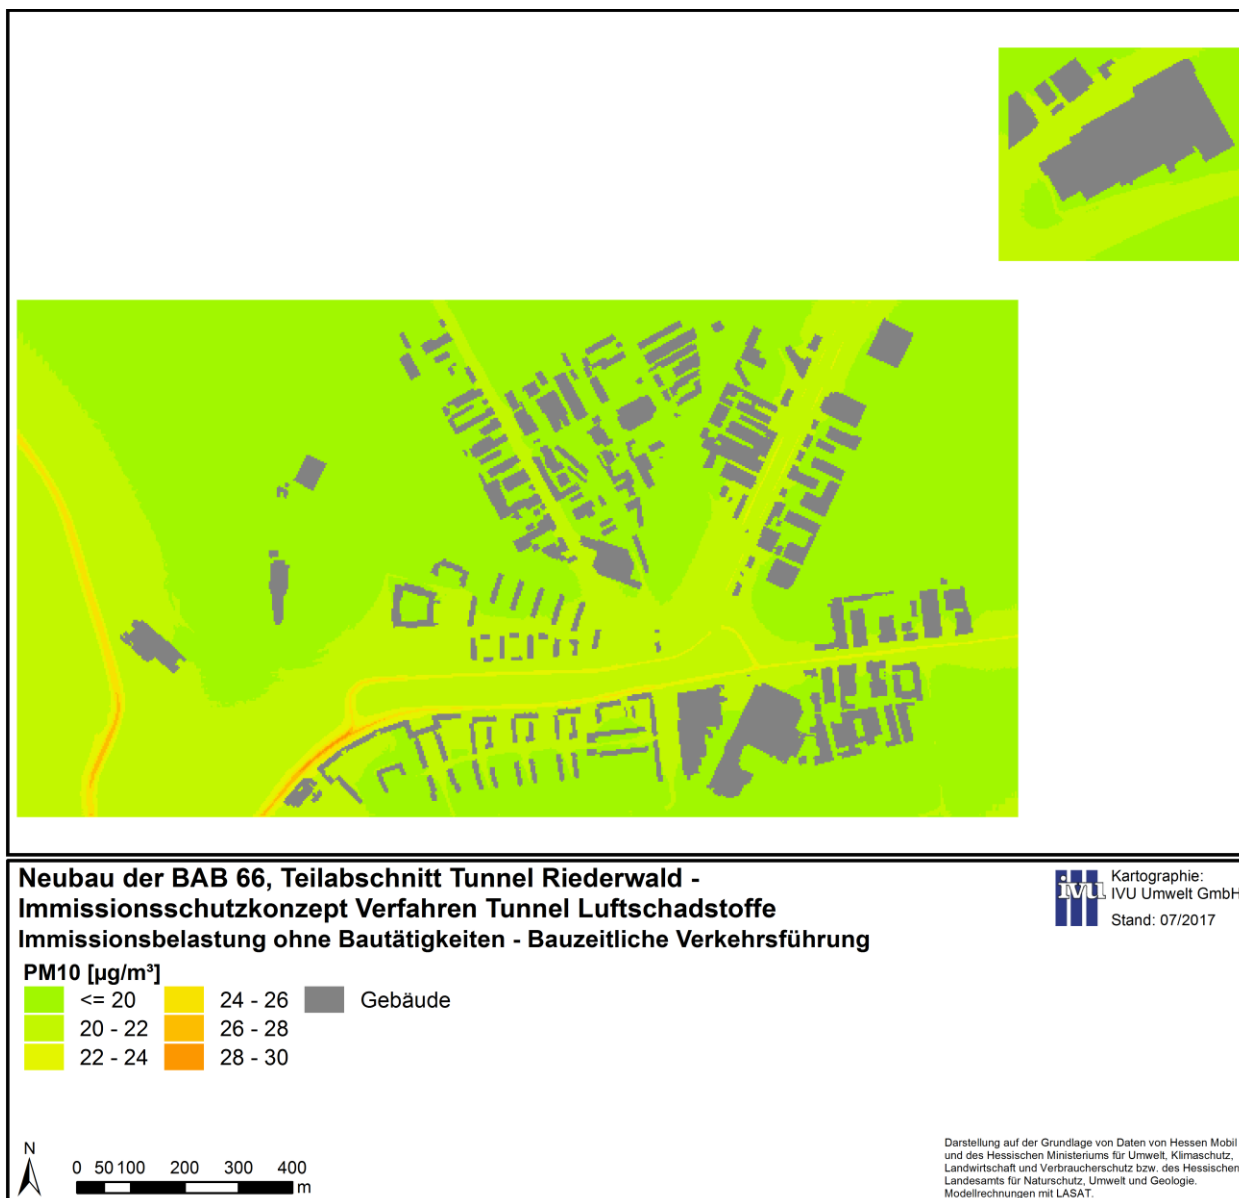 Neubau der BAB 66, Teilabschnitt Tunnel Riederwald -
Immissionsschutzkonzept Verfahren Tunnel Luftschadstoffe
Immissionsbelastung ohne Bautätigkeiten - Bauzeitliche Verkehrsführung
ivu
Kartographie:
IVU Umwelt GmbH
Stand: 07/2017
PM10 [µg/m³]
<= 20
24 - 26
Gebäude
20 - 22
26 - 28
22 - 24
28 - 30
N
0 50 100 200 300 400
m
Darstellung auf der Grundlage von Daten von Hessen Mobil
und des Hessischen Ministeriums für Umwelt, Klimaschutz,
Landwirtschaft und Verbraucherschutz bzw. des Hessischen
Landesamts für Naturschutz, Umwelt und Geologie.
Modellrechnungen mit LASAT.